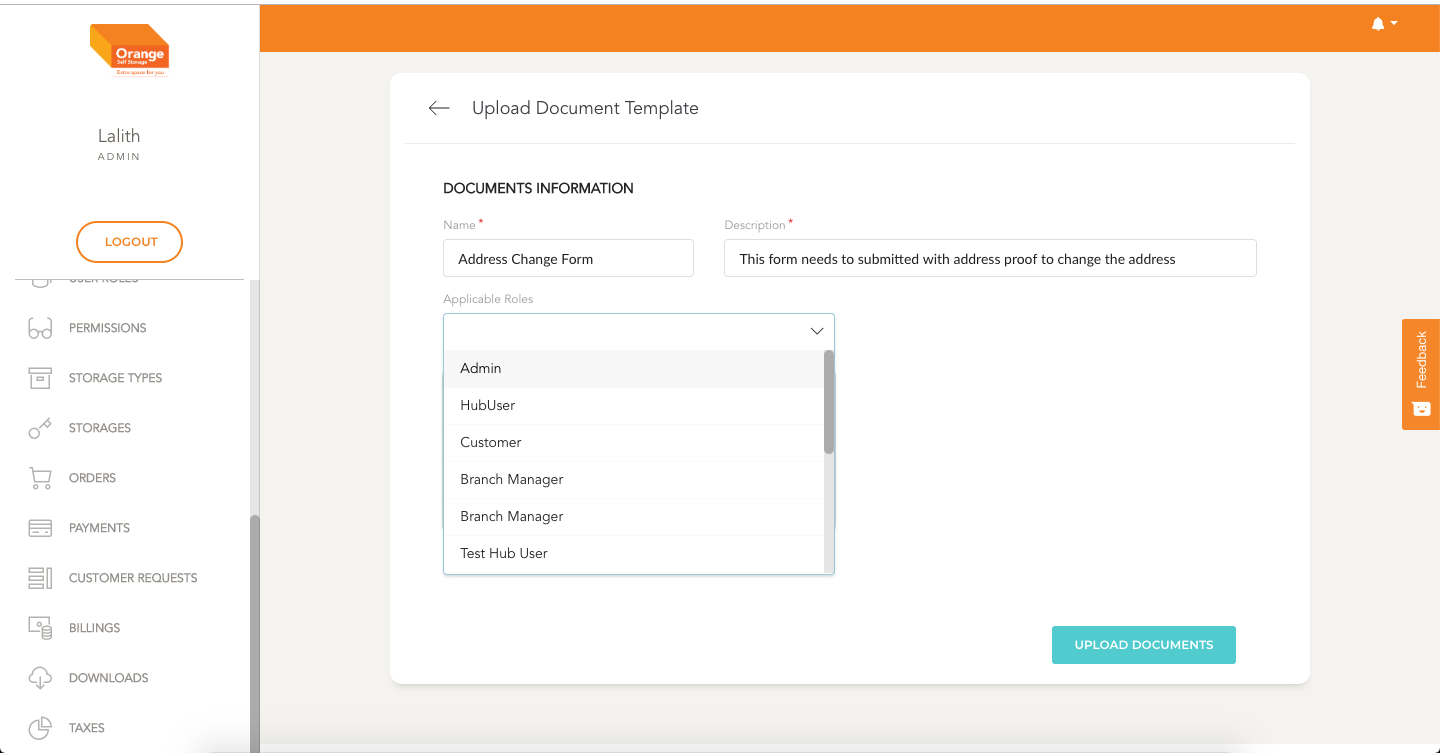 Orange
Self Storage
Extra space for you
Lalith
ADMIN
LOGOUT
USER ROLES
PERMISSIONS
STORAGE TYPES
STORAGES
ORDERS
PAYMENTS
CUSTOMER REQUESTS
BILLINGS
DOWNLOADS
TAXES
Upload Document Template
DOCUMENTS INFORMATION
Name * Description *
Address Change Form This form needs to submitted with address proof to change the address
Applicable Roles
Admin
HubUser
Customer
Branch Manager
Branch Manager
Test Hub User
UPLOAD DOCUMENTS
Feedback